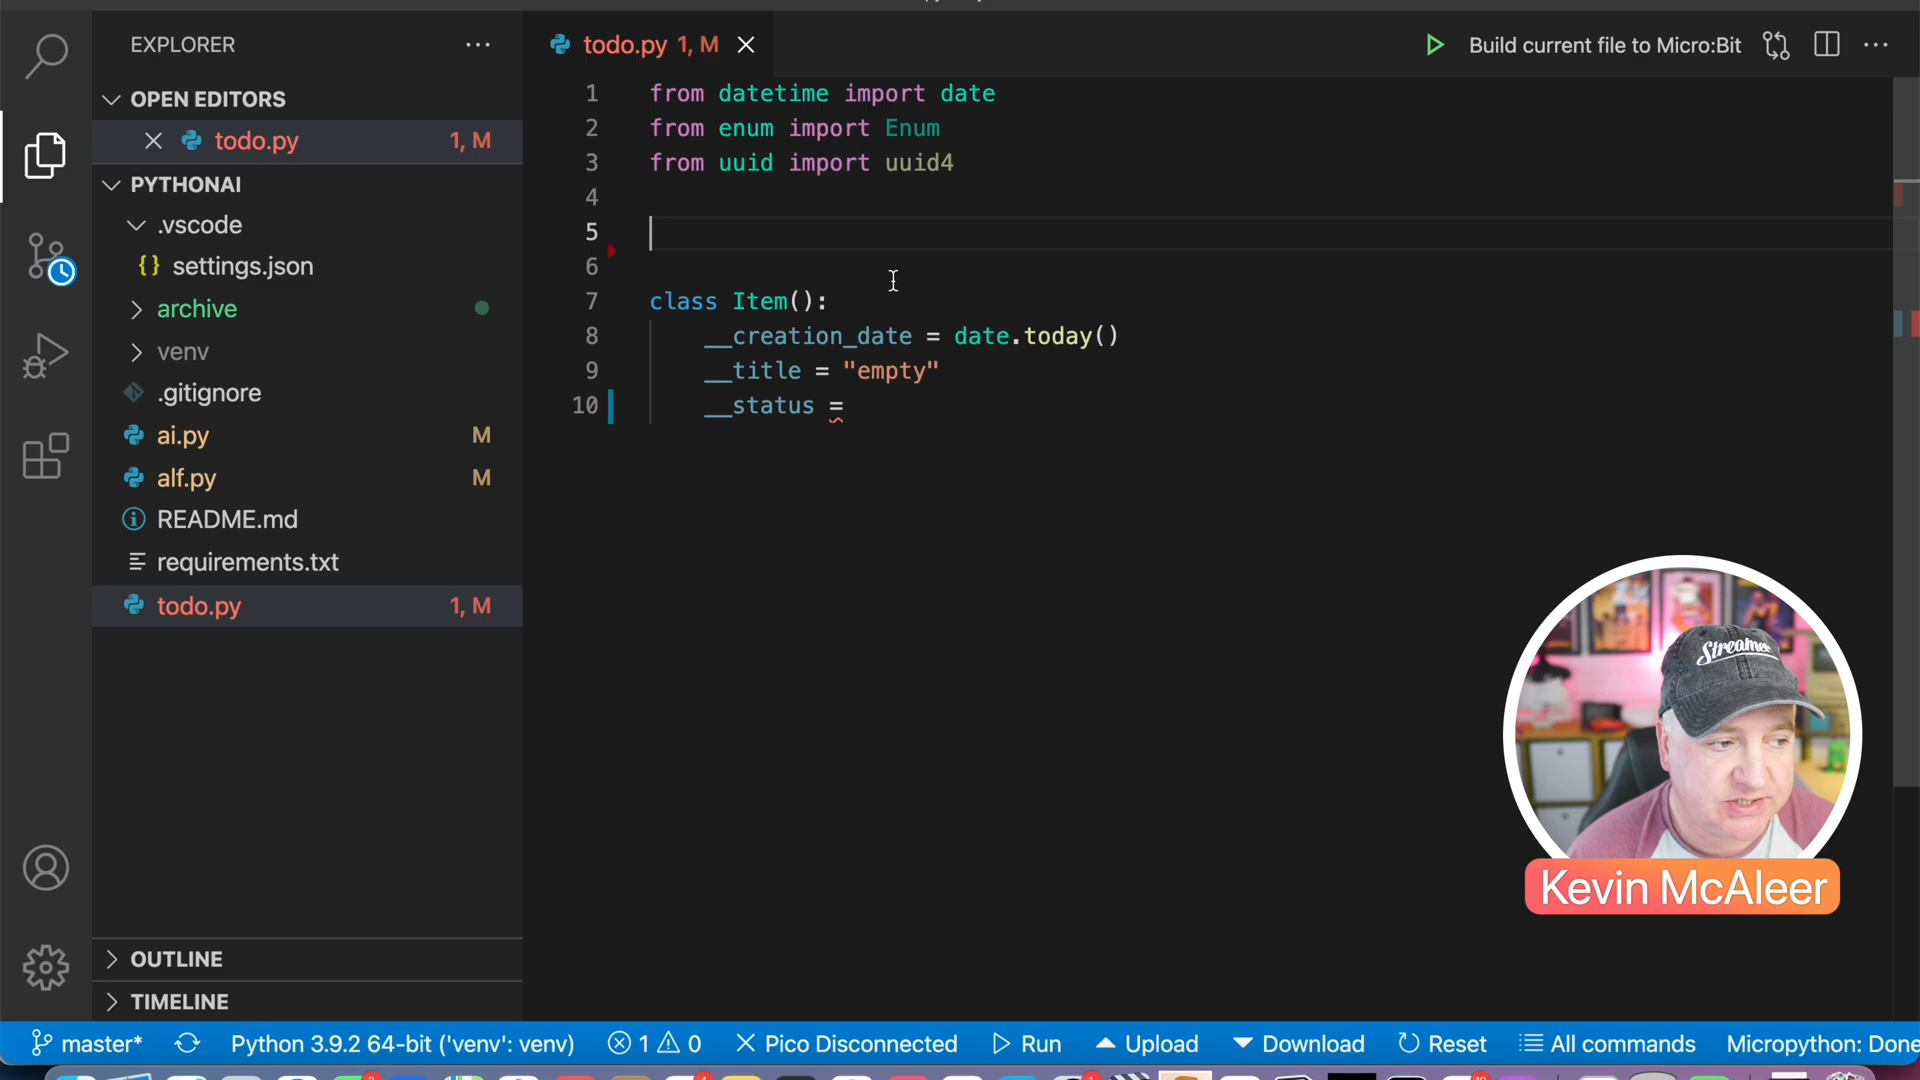 EXPLORER
OPEN EDITORS
todo.py 1, M
PYTHONAI
.vscode
{} settings.json
archive
venv
.gitignore
ai.py M
alf.py M
README.md
requirements.txt
todo.py 1, M
OUTLINE
TIMELINE
todo.py 1, M
Build current file to Micro:Bit
1 from datetime import date
2 from enum import Enum
3 from uuid import uuid4
4
5
6
7 class Item():
8 __creation_date = date.today()
9 __title = "empty"
10 __status =
Streamer
Kevin McAleer
master* Python 3.9.2 64-bit ('venv': venv) 1 0 Pico Disconnected Run Upload Download Reset All commands Micropython: Done